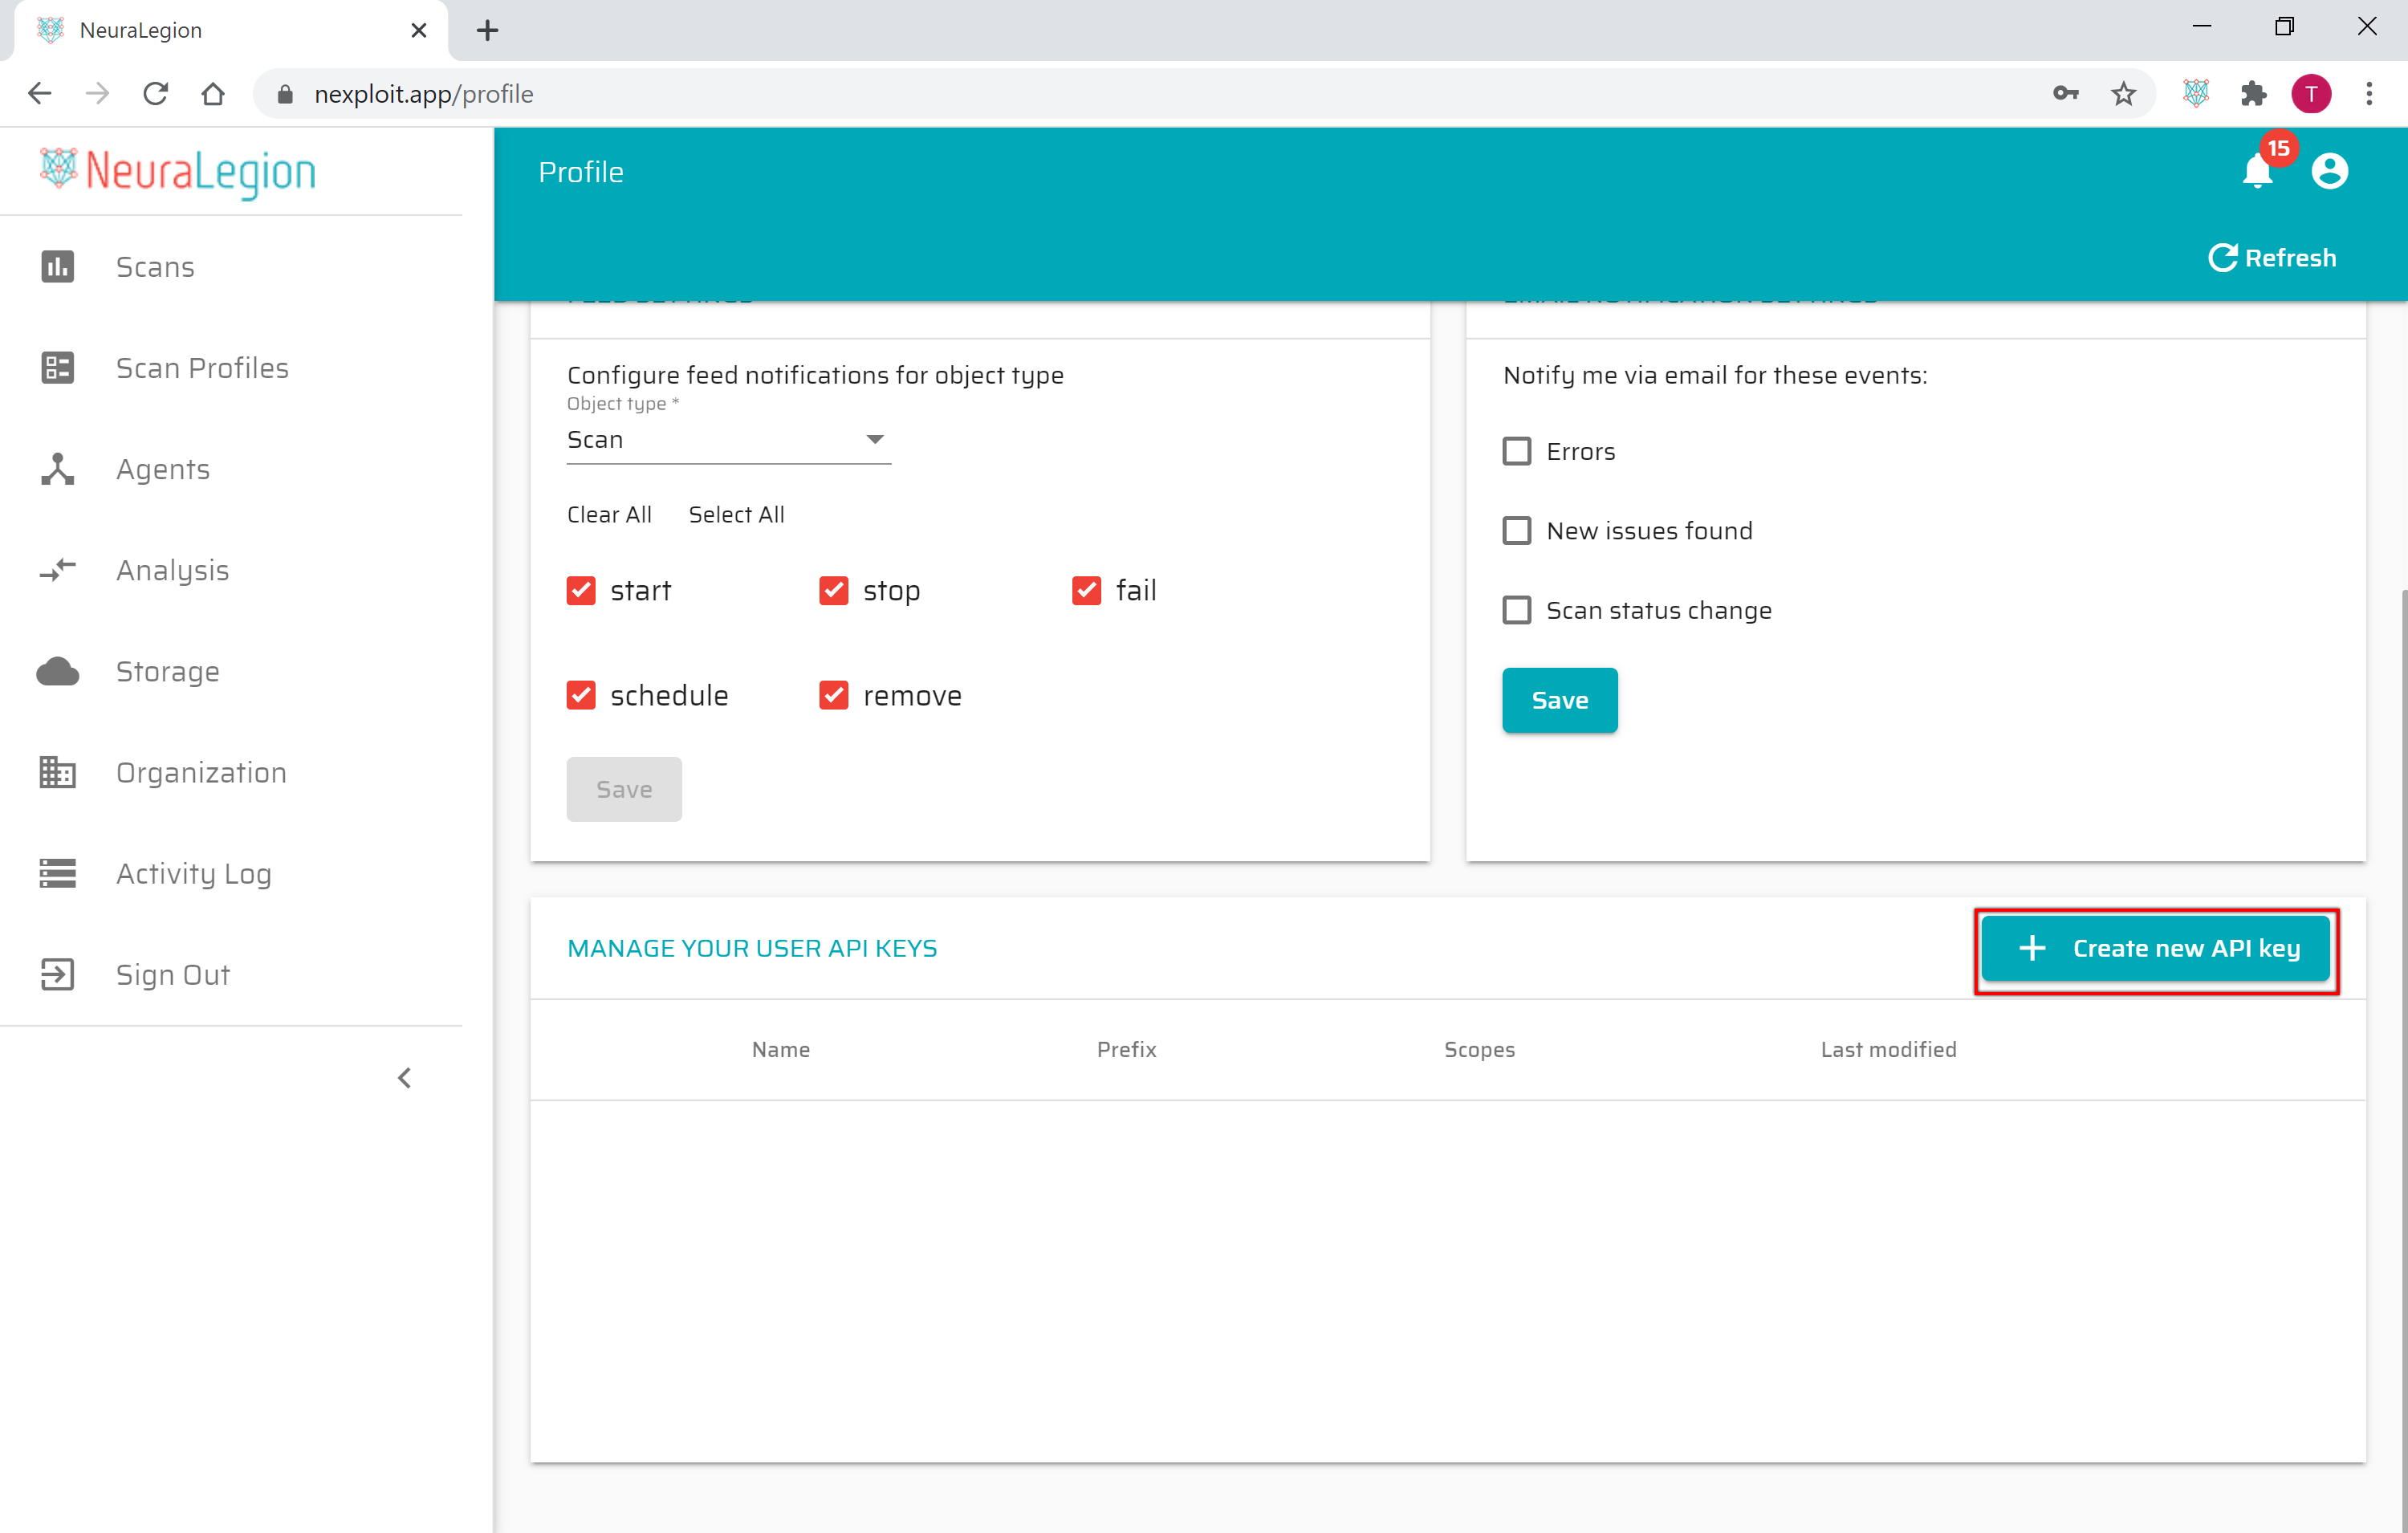 NeuraLegion
nexploit.app/profile
T
NeuraLegion
Profile
15
Refresh
Scans
Scan Profiles
Agents
Analysis
Storage
Organization
Activity Log
Sign Out
Configure feed notifications for object type
Object type *
Scan
Clear All Select All
start stop fail
schedule remove
Save
Notify me via email for these events:
Errors
New issues found
Scan status change
Save
MANAGE YOUR USER API KEYS
Create new API key
Name Prefix Scopes Last modified